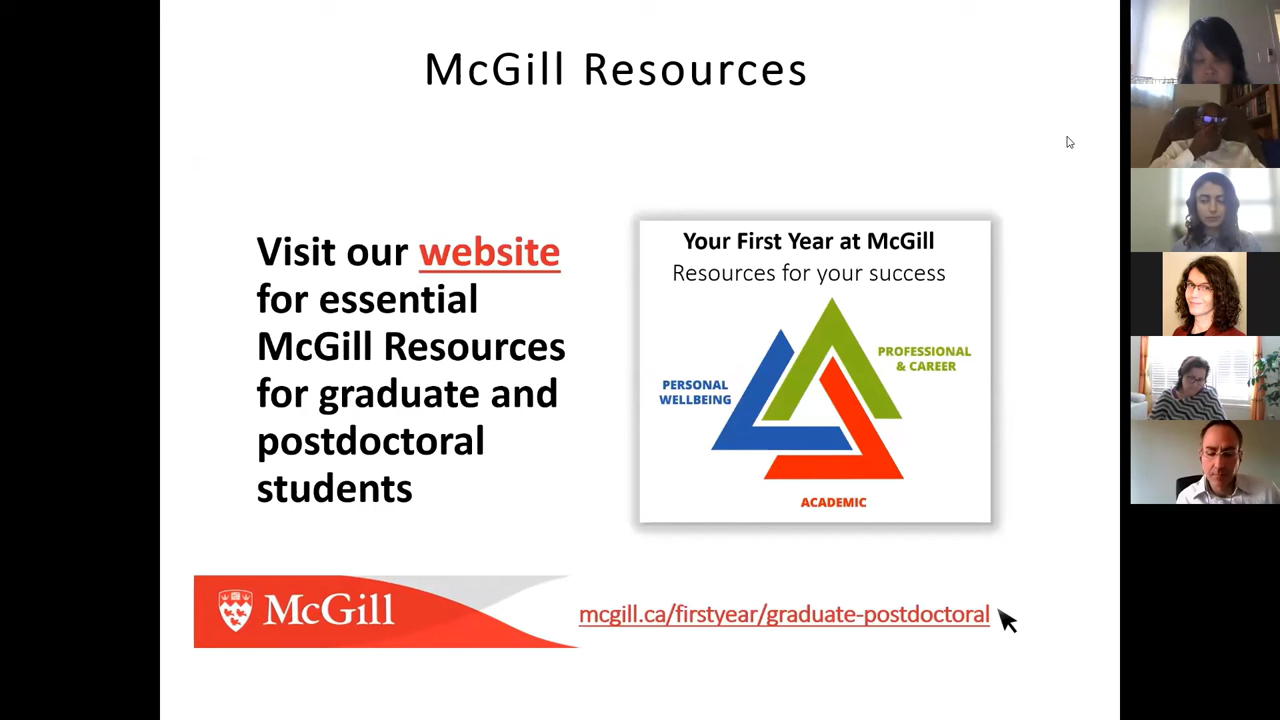 McGill Resources
Visit our website
for essential
McGill Resources
for graduate and
postdoctoral
students
Your First Year at McGill
Resources for your success
PROFESSIONAL
& CAREER
PERSONAL
WELLBEING
ACADEMIC
McGill
mcgill.ca/firstyear/graduate-postdoctoral